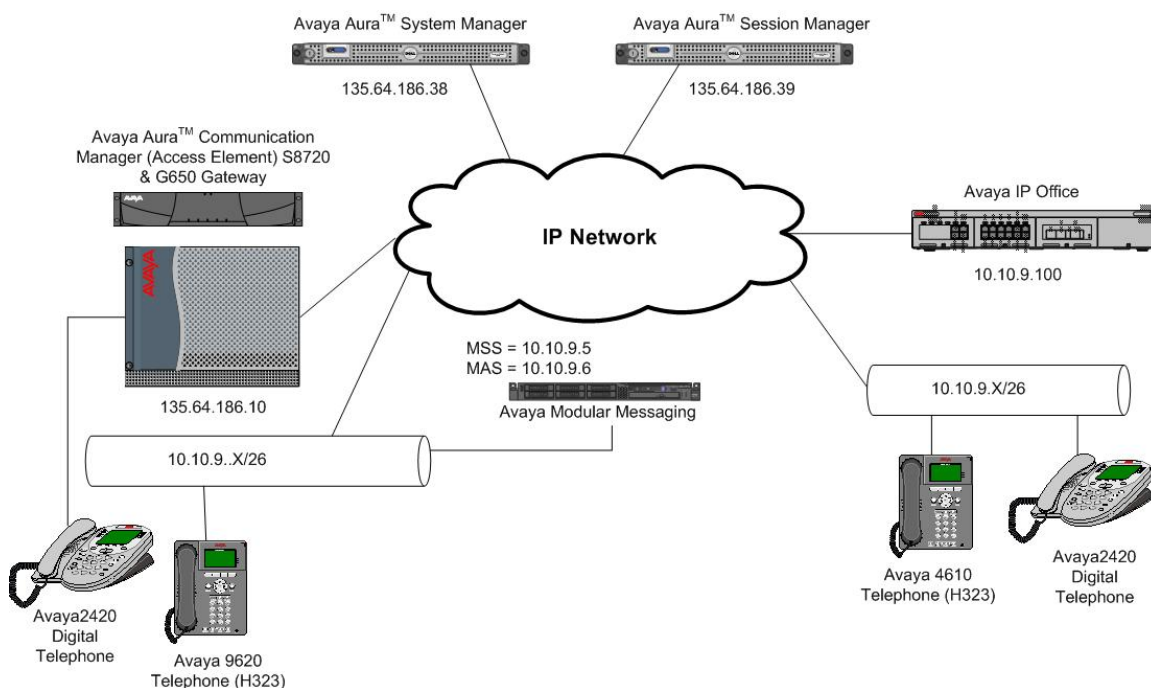 Avaya Aura™ System Manager
135.64.186.38
Avaya Aura™ Session Manager
135.64.186.39
Avaya Aura™ Communication
Manager (Access Element) S8720
& G650 Gateway
AVAYA
AVAYA
135.64.186.10
IP Network
Avaya IP Office
10.10.9.100
MSS = 10.10.9.5
MAS = 10.10.9.6
Avaya Modular Messaging
10.10.9..X/26
10.10.9.X/26
Avaya2420
Digital
Telephone
Avaya 9620
Telephone (H323)
Avaya 4610
Telephone (H323)
Avaya2420
Digital
Telephone